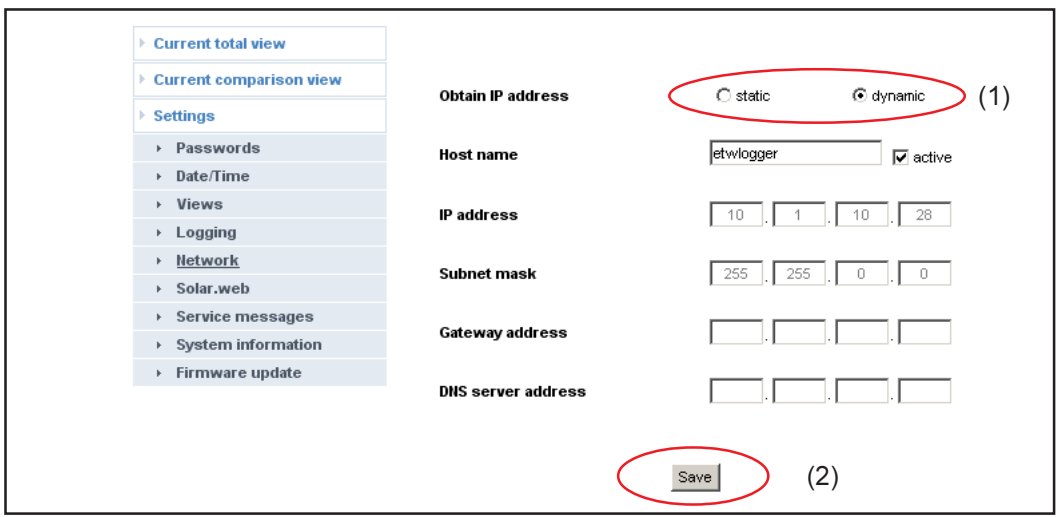 Current total view
Current comparison view
Settings
Passwords
Date/Time
Views
Logging
Network
Solar.web
Service messages
System information
Firmware update
Obtain IP address static dynamic (1)
Host name etwlogger active
IP address 10 . 1 . 10 . 28
Subnet mask 255 . 255 . 0 . 0
Gateway address . . .
DNS server address . . .
Save (2)